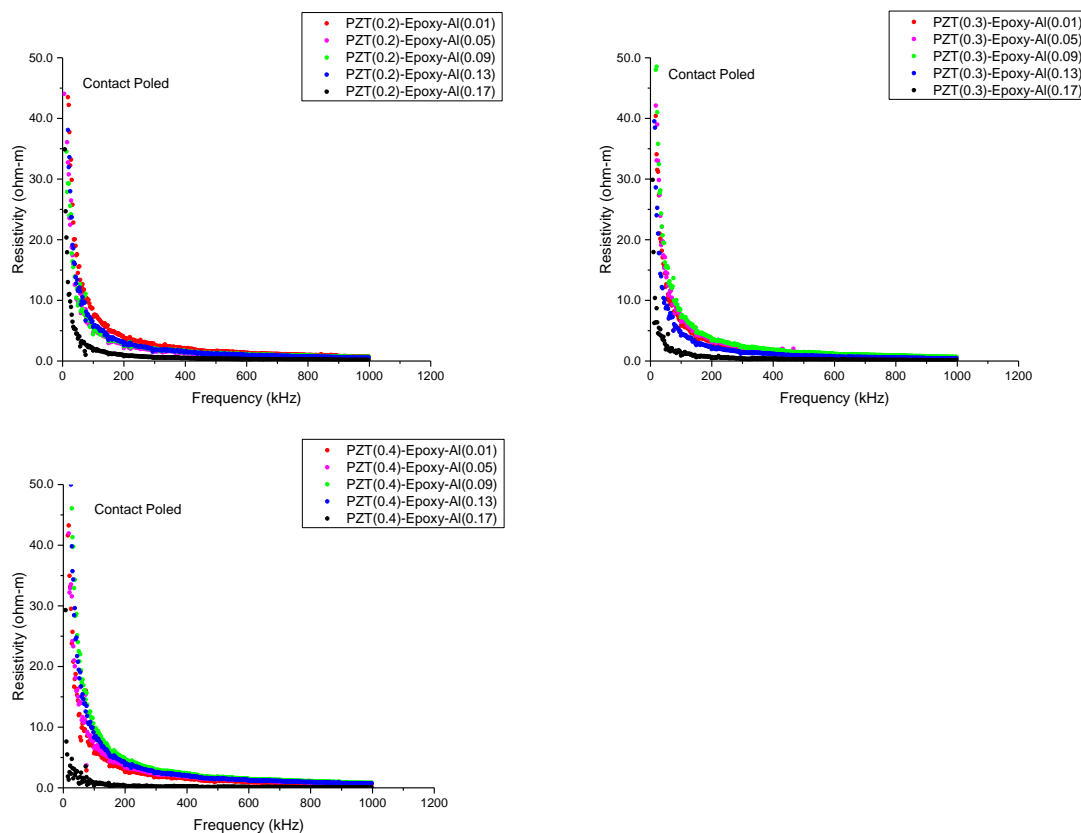 PZT(0.2)-Epoxy-Al(0.01)
PZT(0.2)-Epoxy-Al(0.05)
PZT(0.2)-Epoxy-Al(0.09)
PZT(0.2)-Epoxy-Al(0.13)
PZT(0.2)-Epoxy-Al(0.17)
Contact Poled
50.0
40.0
30.0
20.0
10.0
0.0
Resistivity (ohm-m)
0 200 400 600 800 1000 1200
Frequency (kHz)
PZT(0.3)-Epoxy-Al(0.01)
PZT(0.3)-Epoxy-Al(0.05)
PZT(0.3)-Epoxy-Al(0.09)
PZT(0.3)-Epoxy-Al(0.13)
PZT(0.3)-Epoxy-Al(0.17)
Contact Poled
50.0
40.0
30.0
20.0
10.0
0.0
Resistivity (ohm-m)
0 200 400 600 800 1000 1200
Frequency (kHz)
PZT(0.4)-Epoxy-Al(0.01)
PZT(0.4)-Epoxy-Al(0.05)
PZT(0.4)-Epoxy-Al(0.09)
PZT(0.4)-Epoxy-Al(0.13)
PZT(0.4)-Epoxy-Al(0.17)
Contact Poled
50.0
40.0
30.0
20.0
10.0
0.0
Resistivity (ohm-m)
0 200 400 600 800 1000 1200
Frequency (kHz)